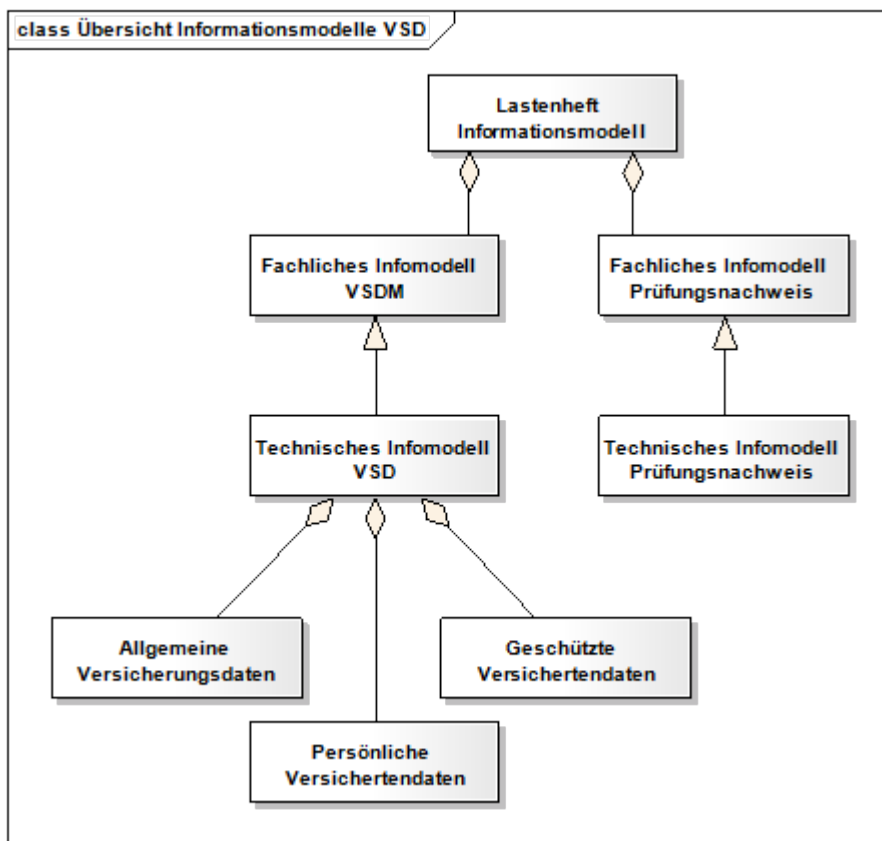 class Übersicht Informationsmodelle VSD
Lastenheft
Informationsmodell
Fachliches Infomodell
VSDM
Fachliches Infomodell
Prüfungsnachweis
Technisches Infomodell
VSD
Technisches Infomodell
Prüfungsnachweis
Allgemeine
Versicherungsdaten
Geschützte
Versichertendaten
Persönliche
Versichertendaten